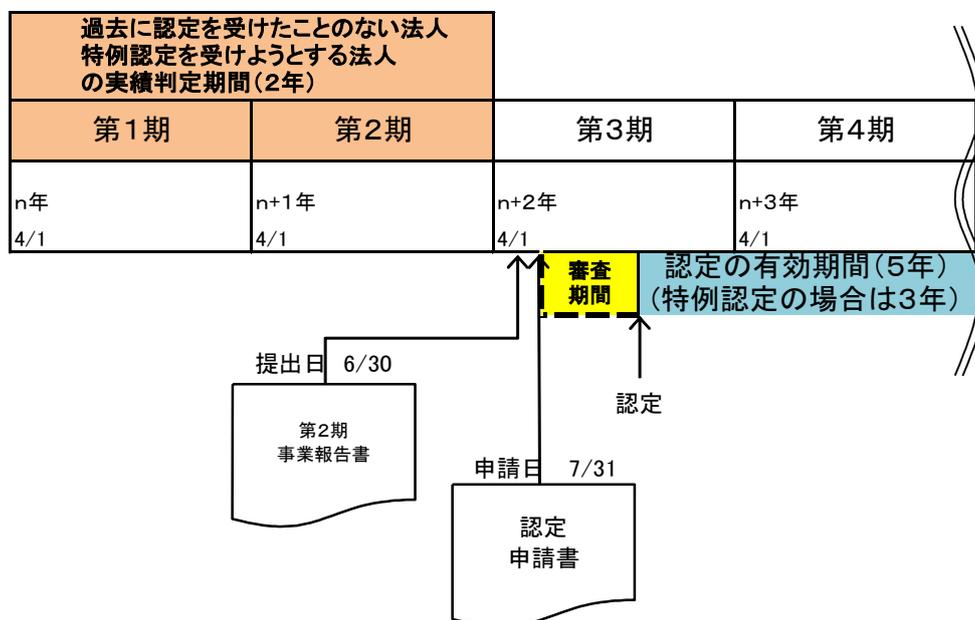 過去に認定を受けたことのない法人
特例認定を受けようとする法人
の実績判定期間（２年）
第１期
第２期
第３期
第４期
n年
n+1年
n+2年
n+3年
4/1
4/1
4/1
4/1
審査
期間
認定の有効期間（５年）
（特例認定の場合は３年）
提出日 6/30
認定
第２期
事業報告書
申請日 7/31
認定
申請書